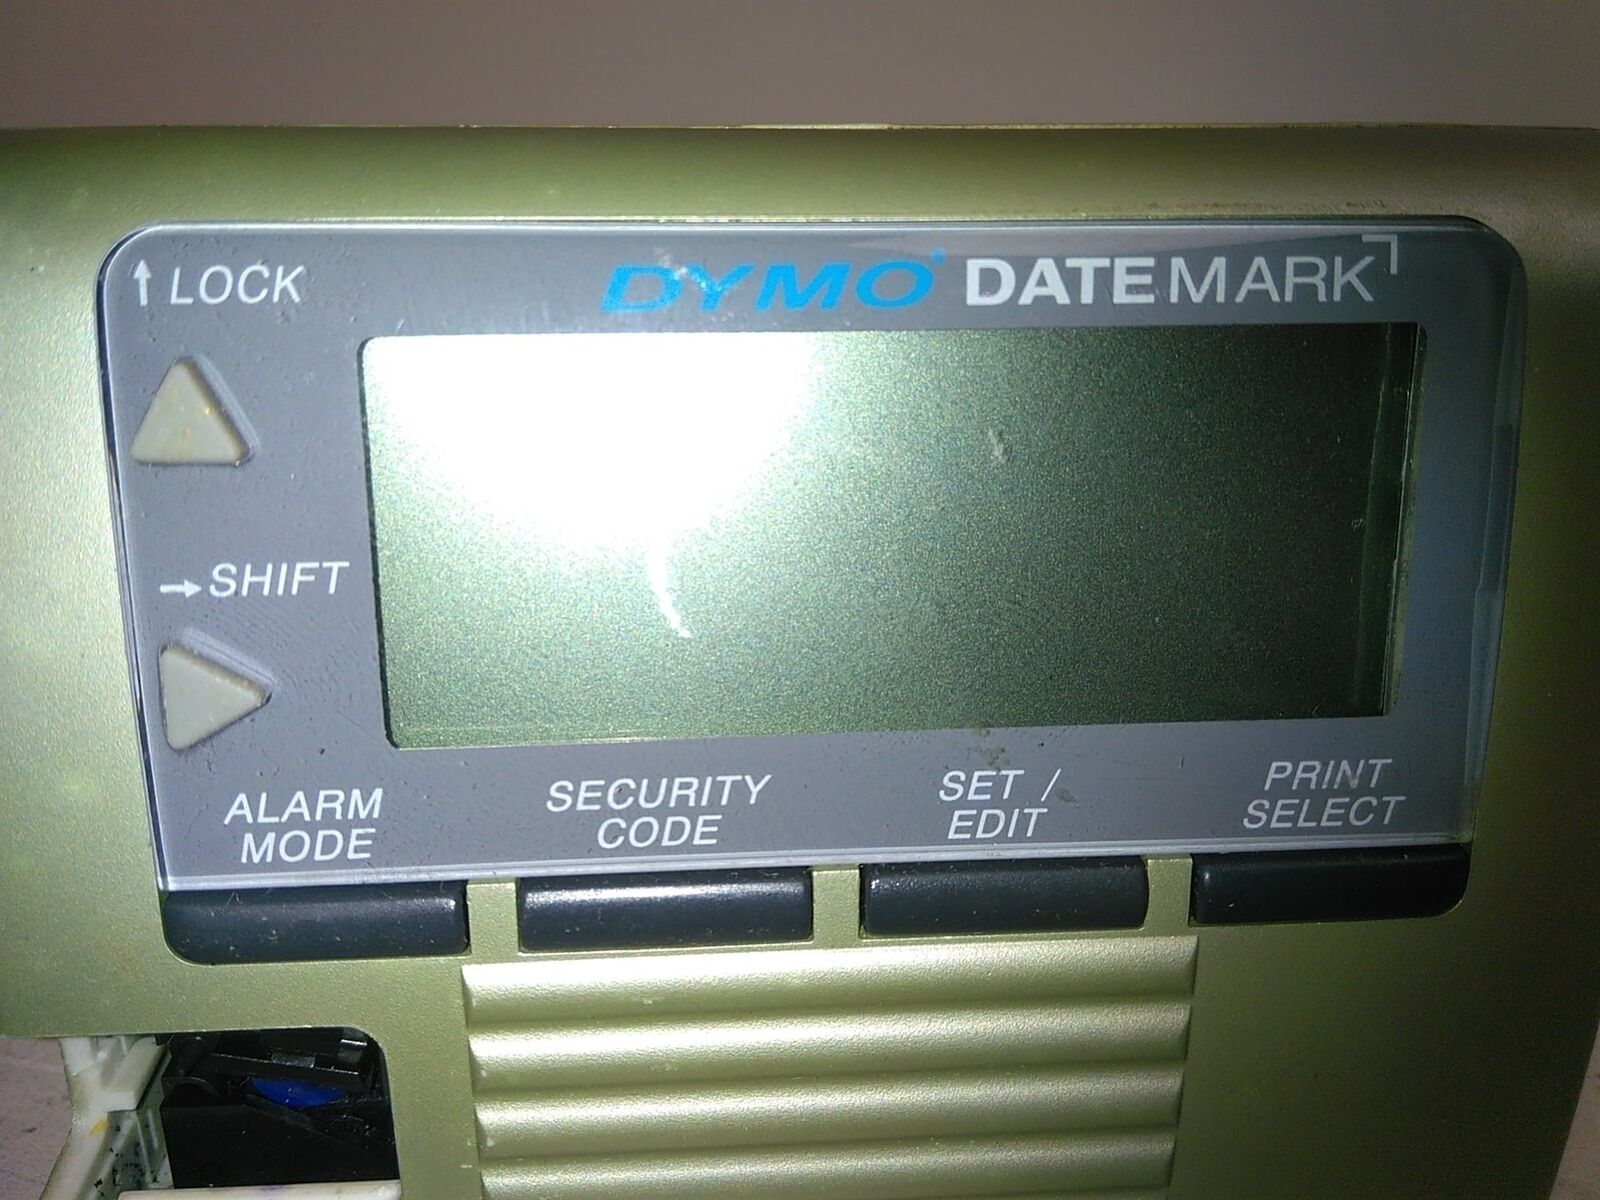 ↑ LOCK
DYMO® DATEMARK
→ SHIFT
ALARM
MODE
SECURITY
CODE
SET /
EDIT
PRINT
SELECT